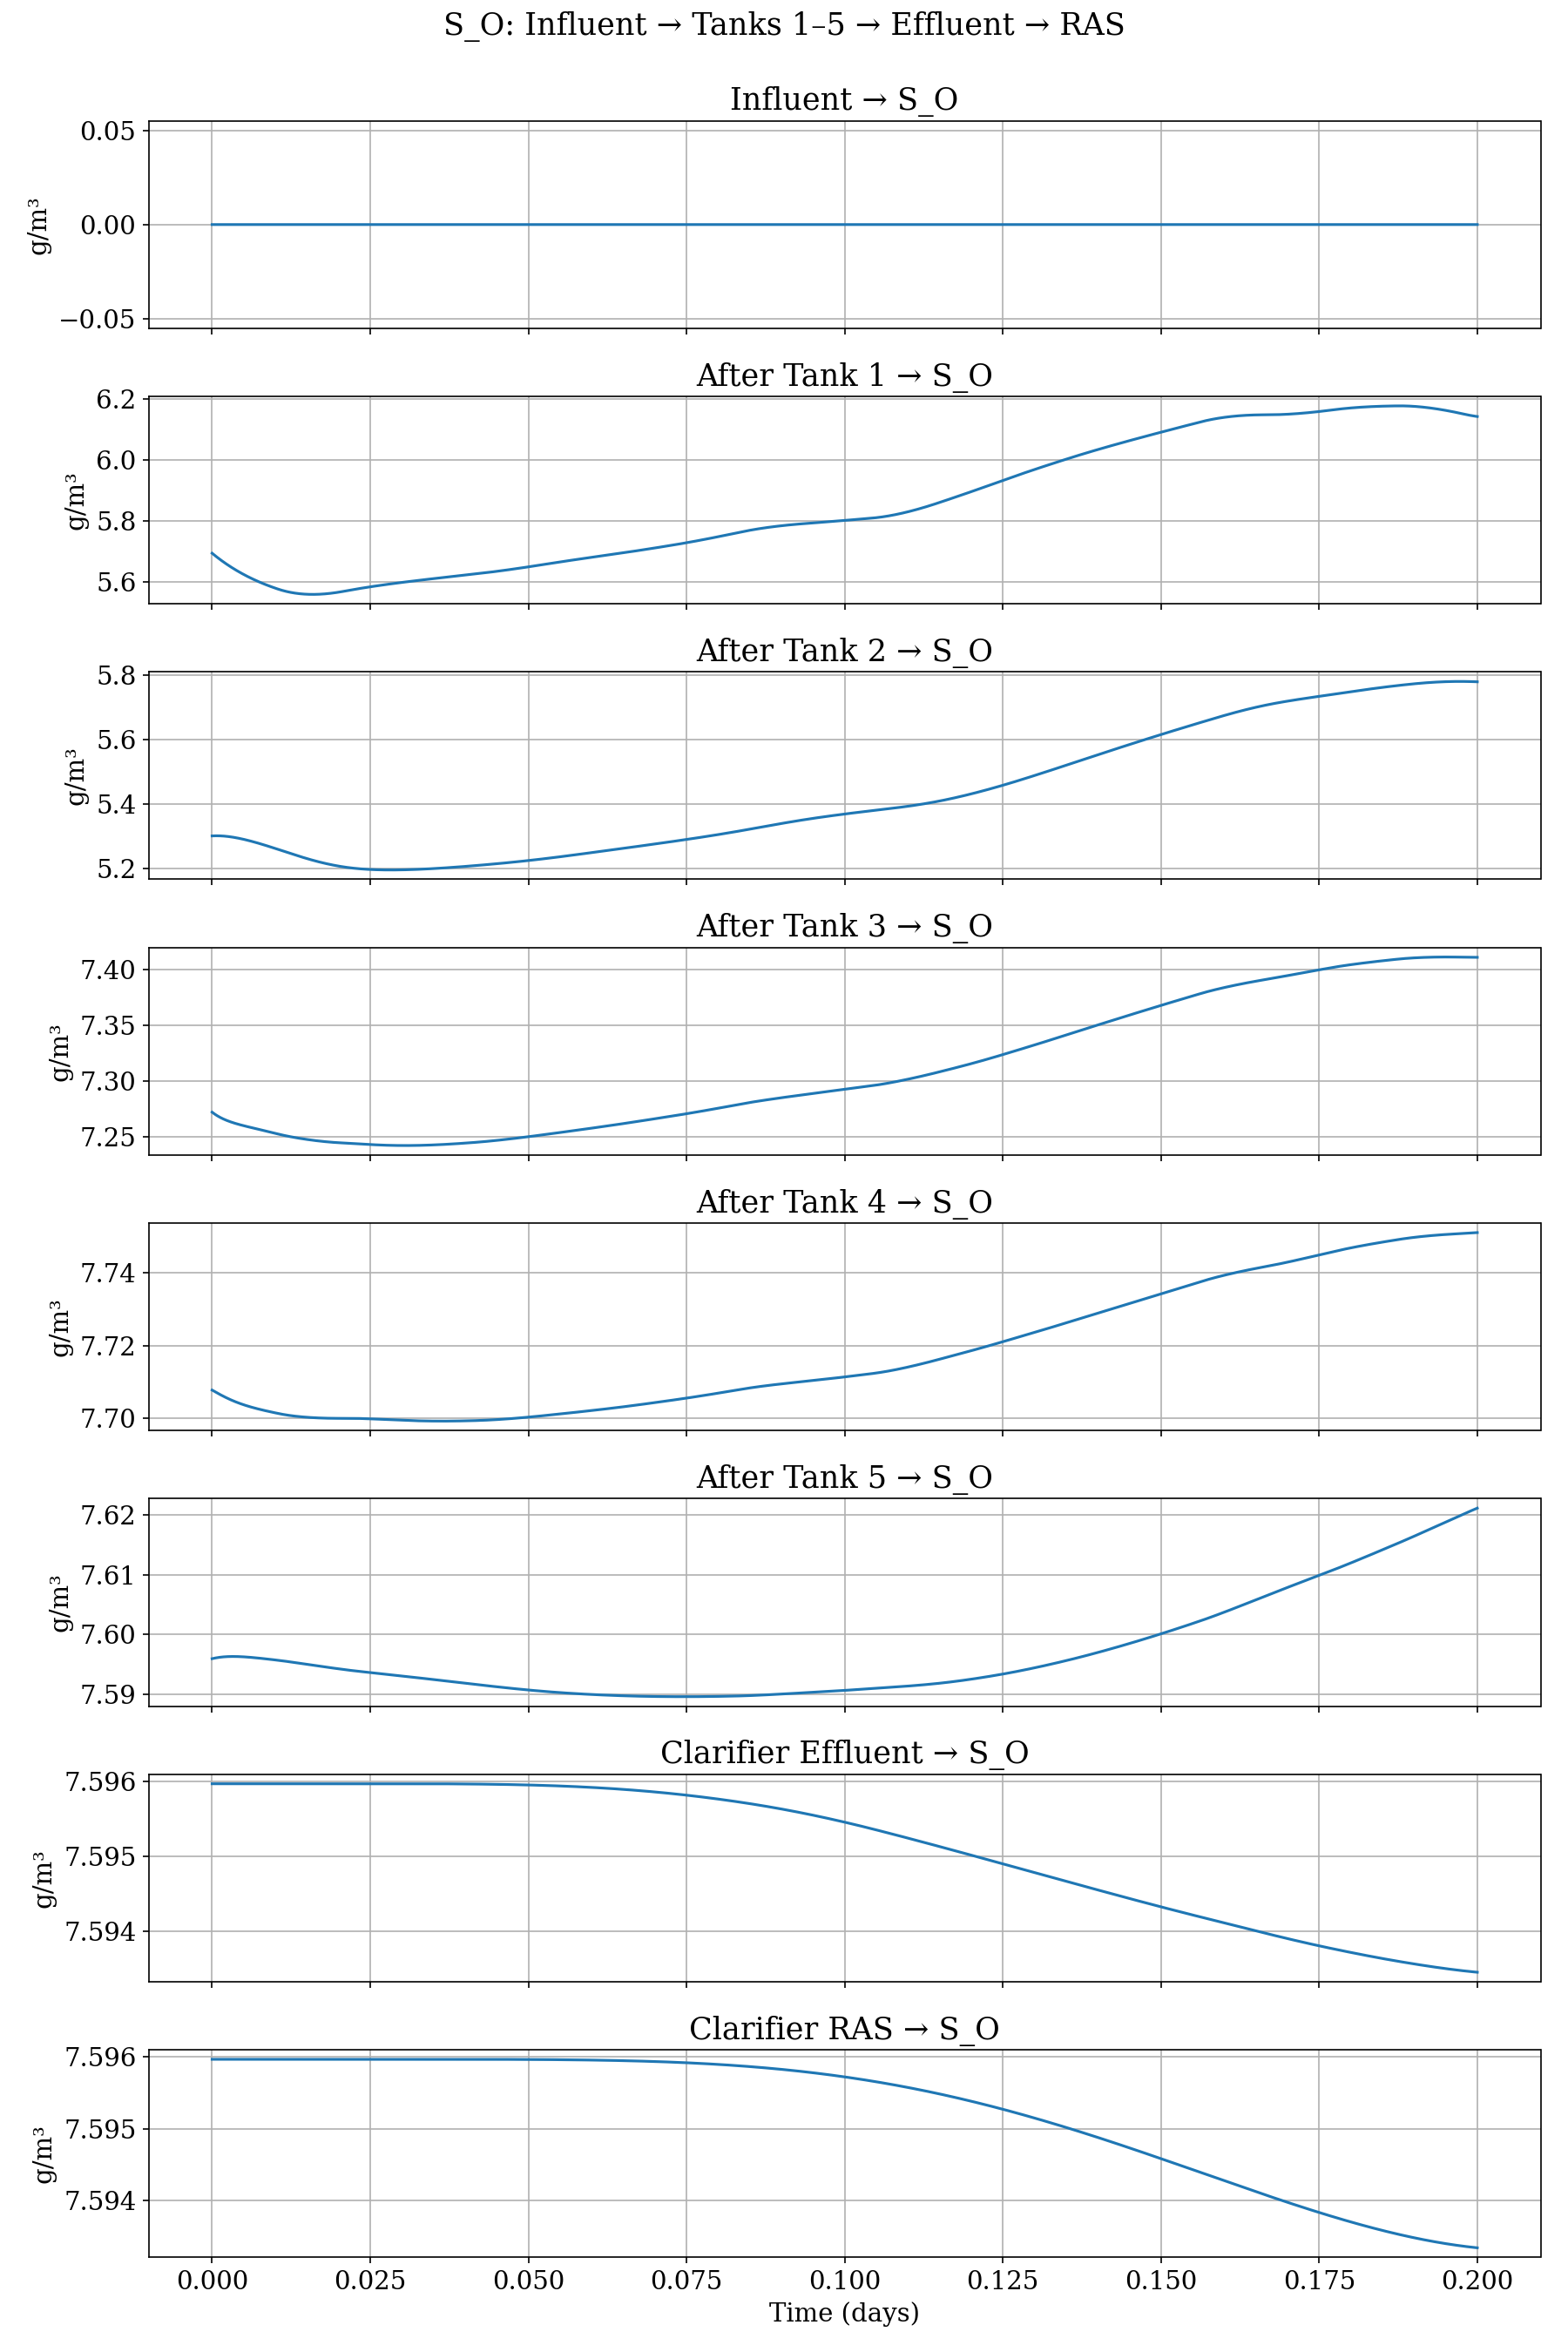 S_O: Influent → Tanks 1–5 → Effluent → RAS
Influent → S_O
0.05
0.00
−0.05
g/m³
After Tank 1 → S_O
6.2
6.0
5.8
5.6
g/m³
After Tank 2 → S_O
5.8
5.6
5.4
5.2
g/m³
After Tank 3 → S_O
7.40
7.35
7.30
7.25
g/m³
After Tank 4 → S_O
7.74
7.72
7.70
g/m³
After Tank 5 → S_O
7.62
7.61
7.60
7.59
g/m³
Clarifier Effluent → S_O
7.596
7.595
7.594
g/m³
Clarifier RAS → S_O
7.596
7.595
7.594
g/m³
0.000 0.025 0.050 0.075 0.100 0.125 0.150 0.175 0.200
Time (days)